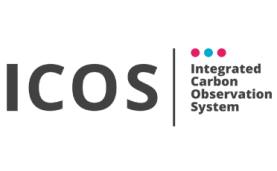 ICOS
Integrated
Carbon
Observation
System